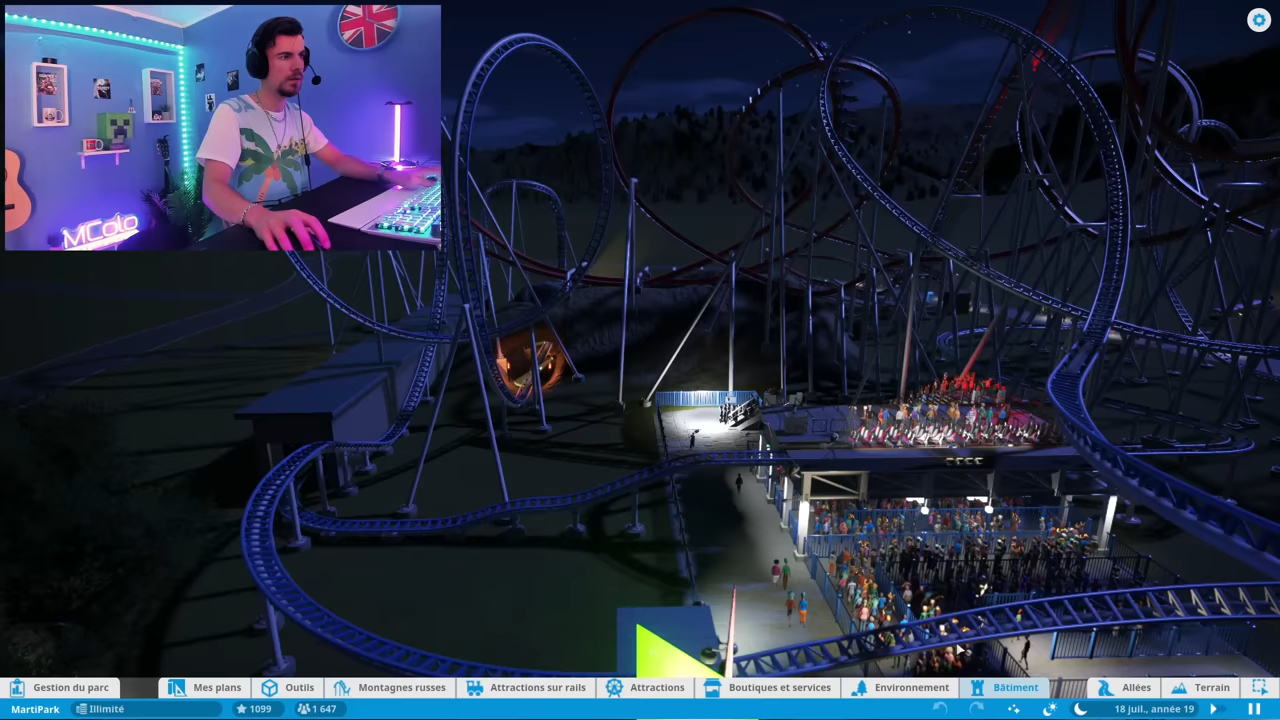 MColo
Gestion du parc
Mes plans
Outils
Montagnes russes
Attractions sur rails
Attractions
Boutiques et services
Environnement
Bâtiment
Allées
Terrain
MartiPark
Illimité
1099
1 647
18 juil., année 19